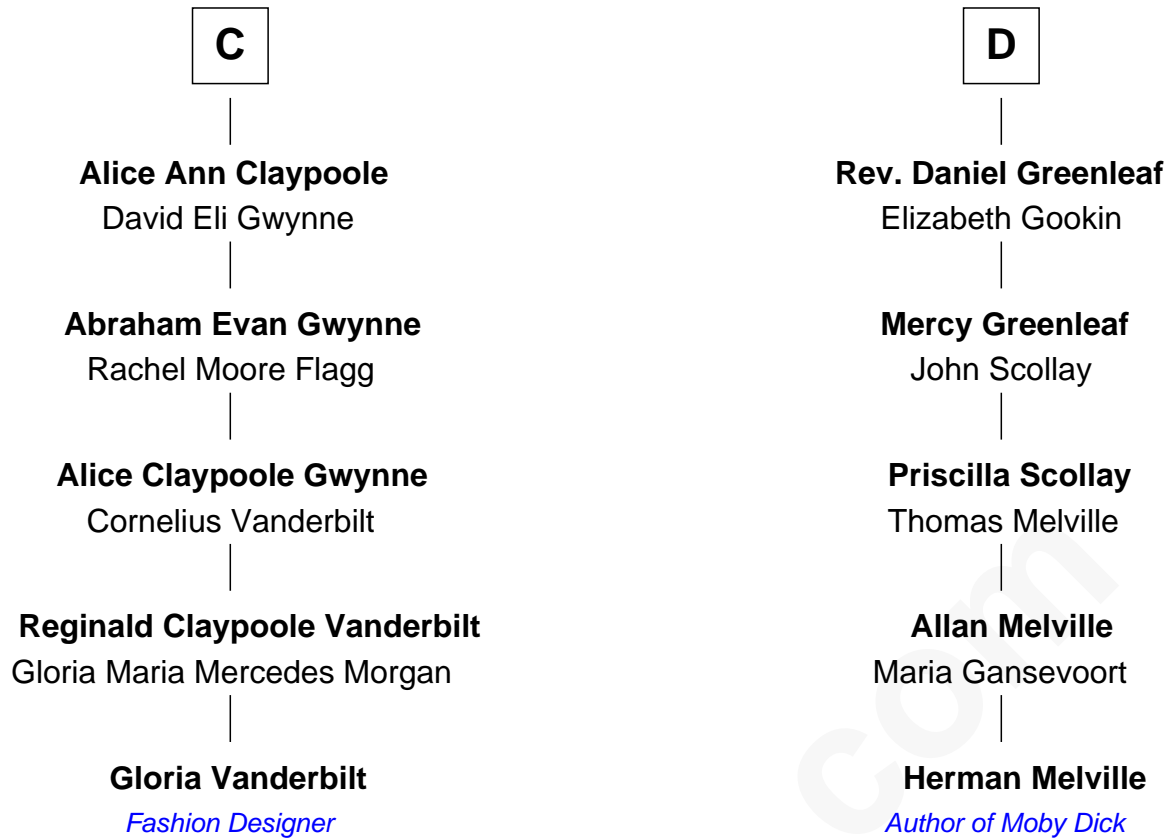 C
Alice Ann Claypoole
David Eli Gwynne
Abraham Evan Gwynne
Rachel Moore Flagg
Alice Claypoole Gwynne
Cornelius Vanderbilt
Reginald Claypoole Vanderbilt
Gloria Maria Mercedes Morgan
Gloria Vanderbilt
Fashion Designer
D
Rev. Daniel Greenleaf
Elizabeth Gookin
Mercy Greenleaf
John Scollay
Priscilla Scollay
Thomas Melville
Allan Melville
Maria Gansevoort
Herman Melville
Author of Moby Dick
com